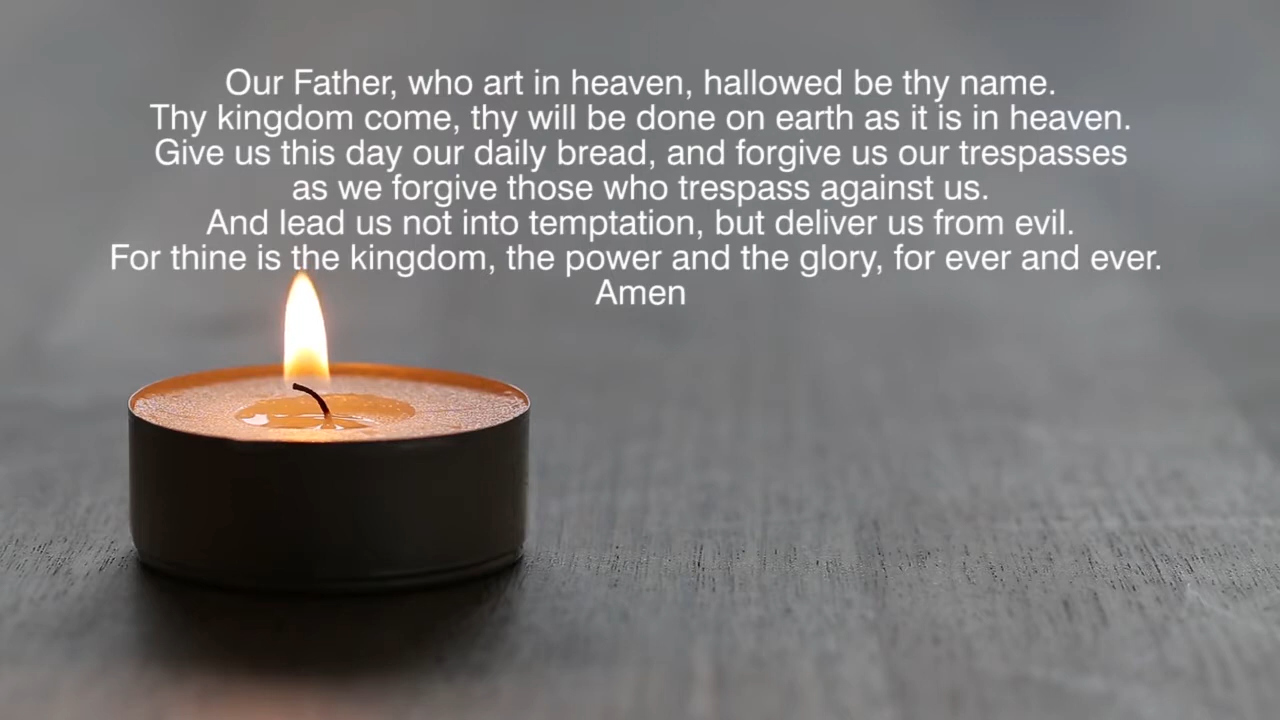 Our Father, who art in heaven, hallowed be thy name.
Thy kingdom come, thy will be done on earth as it is in heaven.
Give us this day our daily bread, and forgive us our trespasses
as we forgive those who trespass against us.
And lead us not into temptation, but deliver us from evil.
For thine is the kingdom, the power and the glory, for ever and ever.
Amen